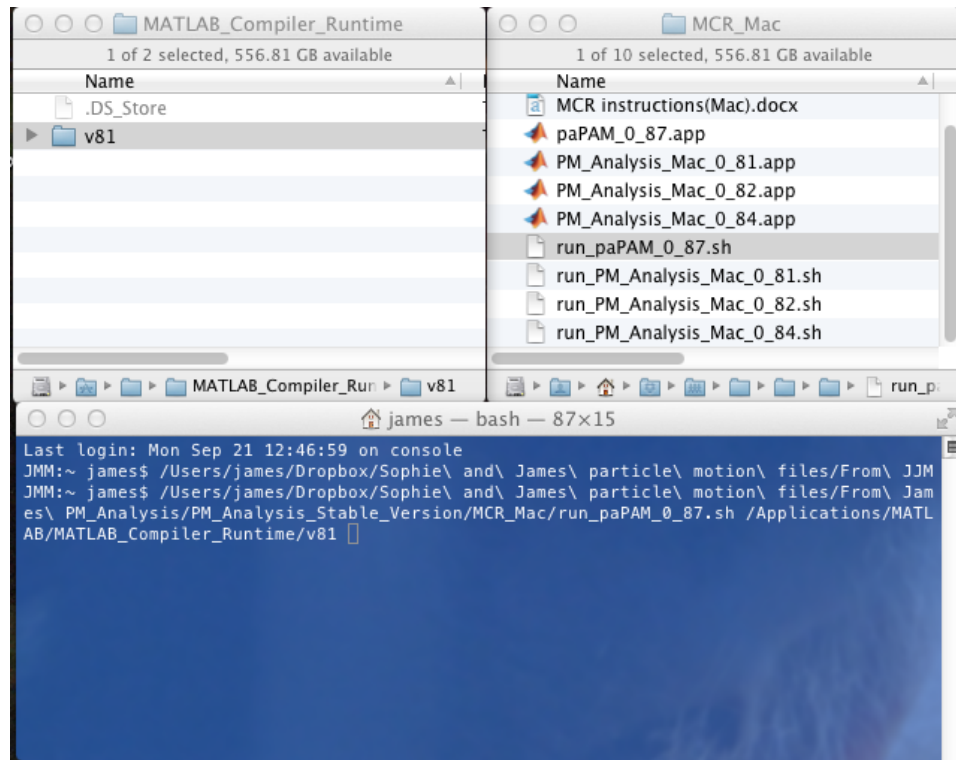 MATLAB_Compiler_Runtime
1 of 2 selected, 556.81 GB available
Name
.DS_Store
v81
MATLAB_Compiler_Run
v81
MCR_Mac
1 of 10 selected, 556.81 GB available
Name
MCR instructions(Mac).docx
paPAM_0_87.app
PM_Analysis_Mac_0_81.app
PM_Analysis_Mac_0_82.app
PM_Analysis_Mac_0_84.app
run_paPAM_0_87.sh
run_PM_Analysis_Mac_0_81.sh
run_PM_Analysis_Mac_0_82.sh
run_PM_Analysis_Mac_0_84.sh
run_p
james — bash — 87×15
Last login: Mon Sep 21 12:46:59 on console
JMM:~ james$ /Users/james/Dropbox/Sophie\ and\ James\ particle\ motion\ files/From\ JJM
JMM:~ james$ /Users/james/Dropbox/Sophie\ and\ James\ particle\ motion\ files/From\ Jam
es\ PM_Analysis/PM_Analysis_Stable_Version/MCR_Mac/run_paPAM_0_87.sh /Applications/MATL
AB/MATLAB_Compiler_Runtime/v81